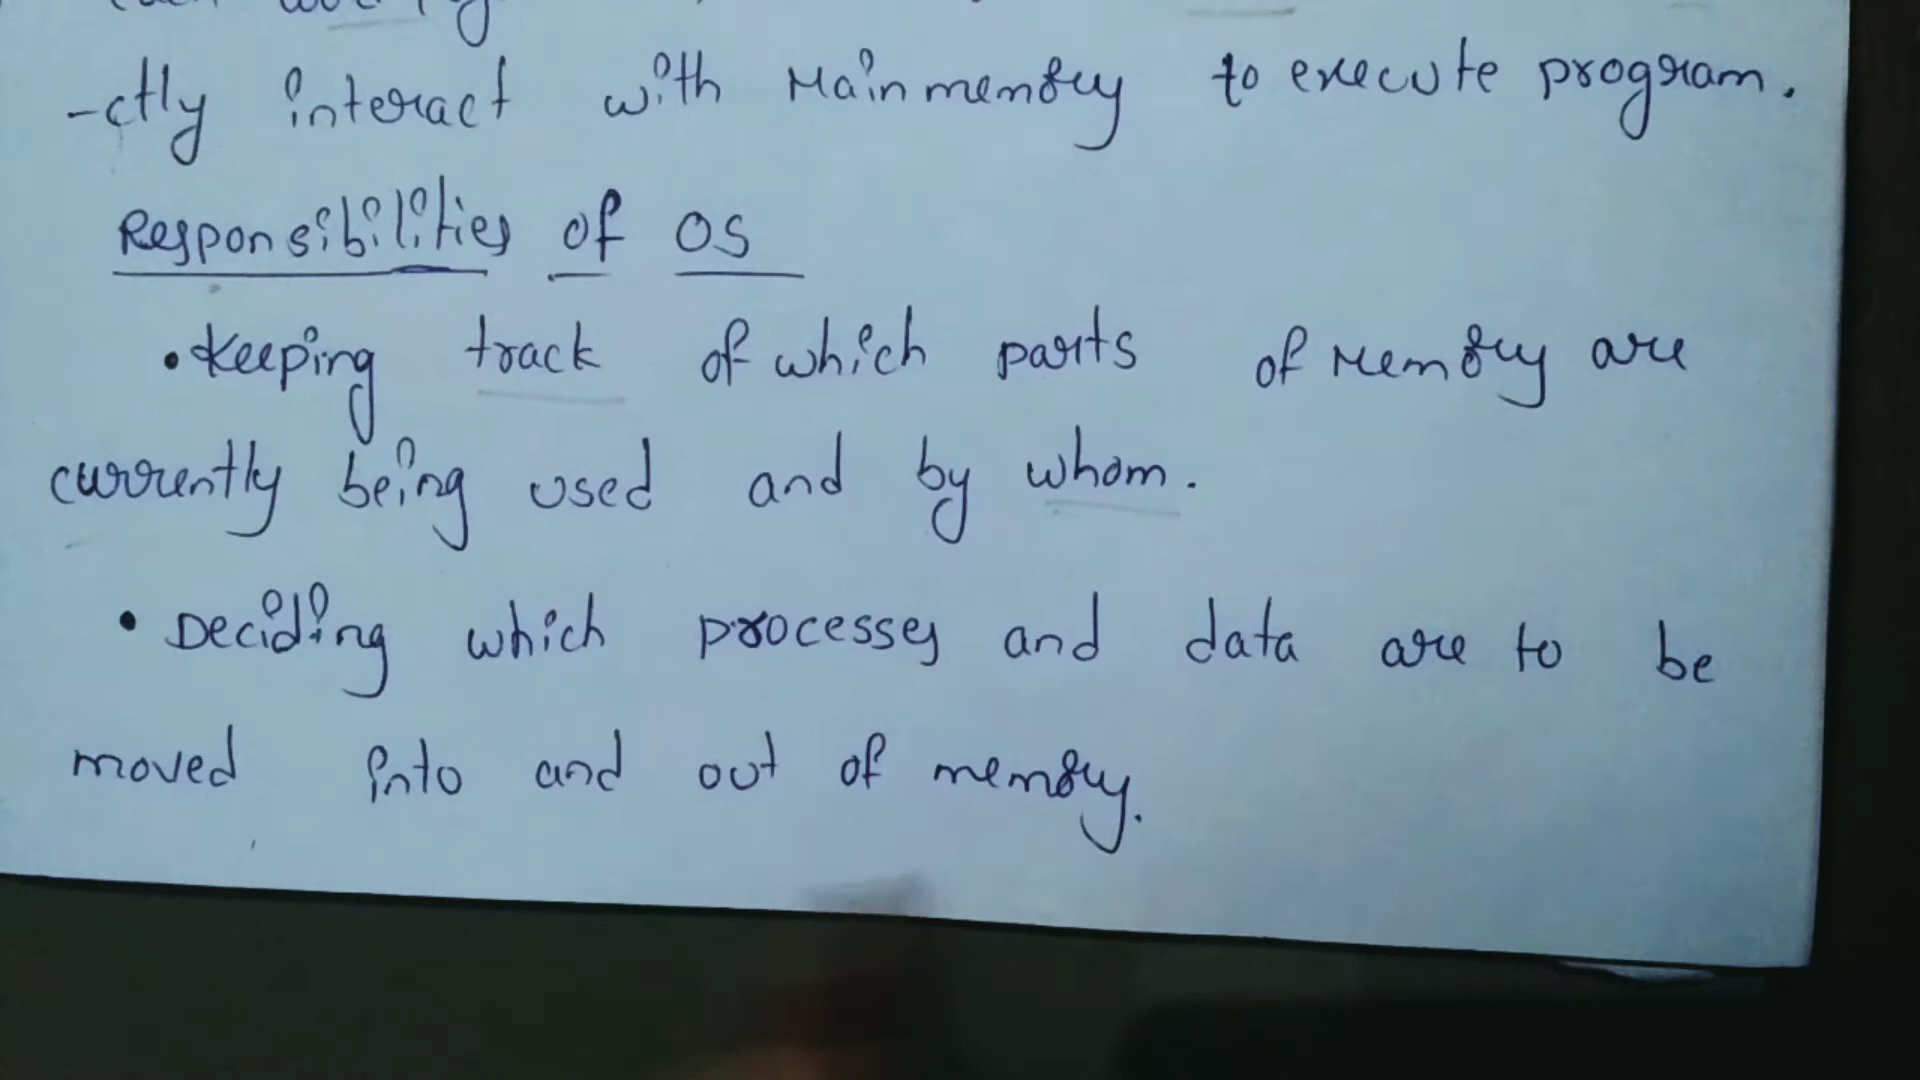 -ctly interact with Main memory to execute program.
Responsibilities of OS
• Keeping track of which parts of Memory are
currently being used and by whom.
• Deciding which processes and data are to be
moved into and out of memory.